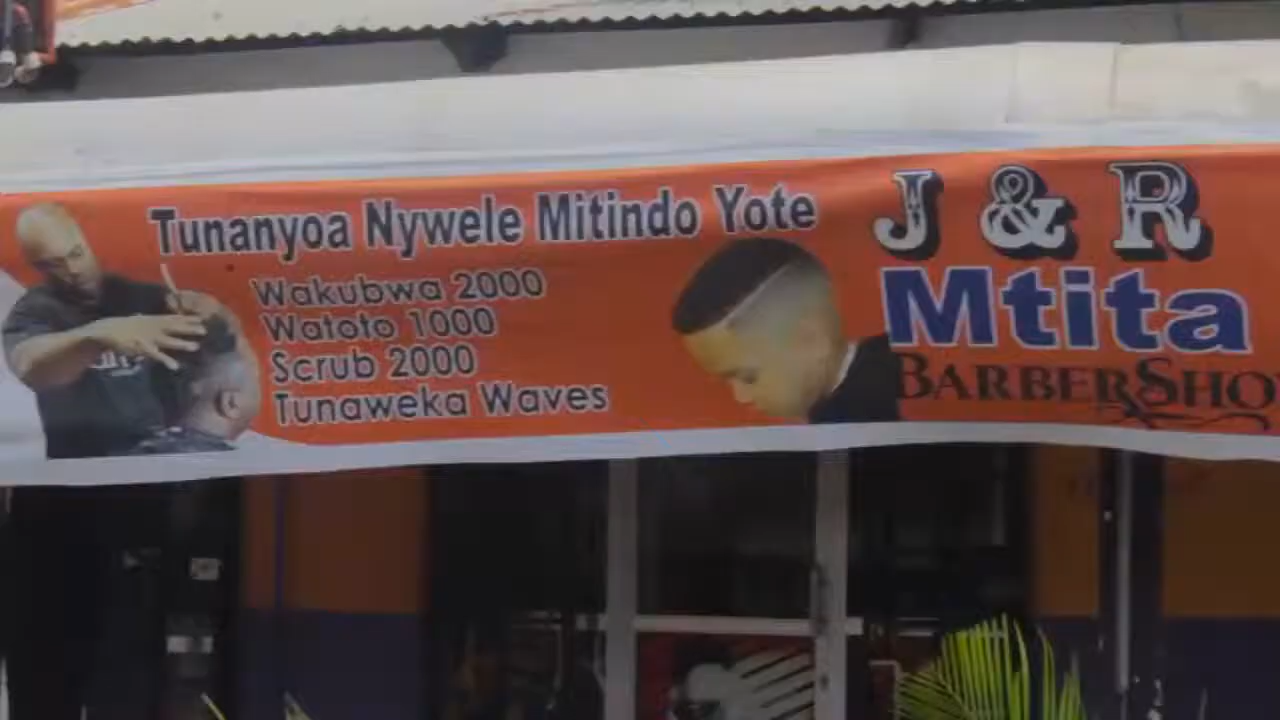 Tunanyoa Nywele Mitindo Yote
Wakubwa 2000
Watoto 1000
Scrub 2000
Tunaweka Waves
J & R
Mtita
BARBERSHO